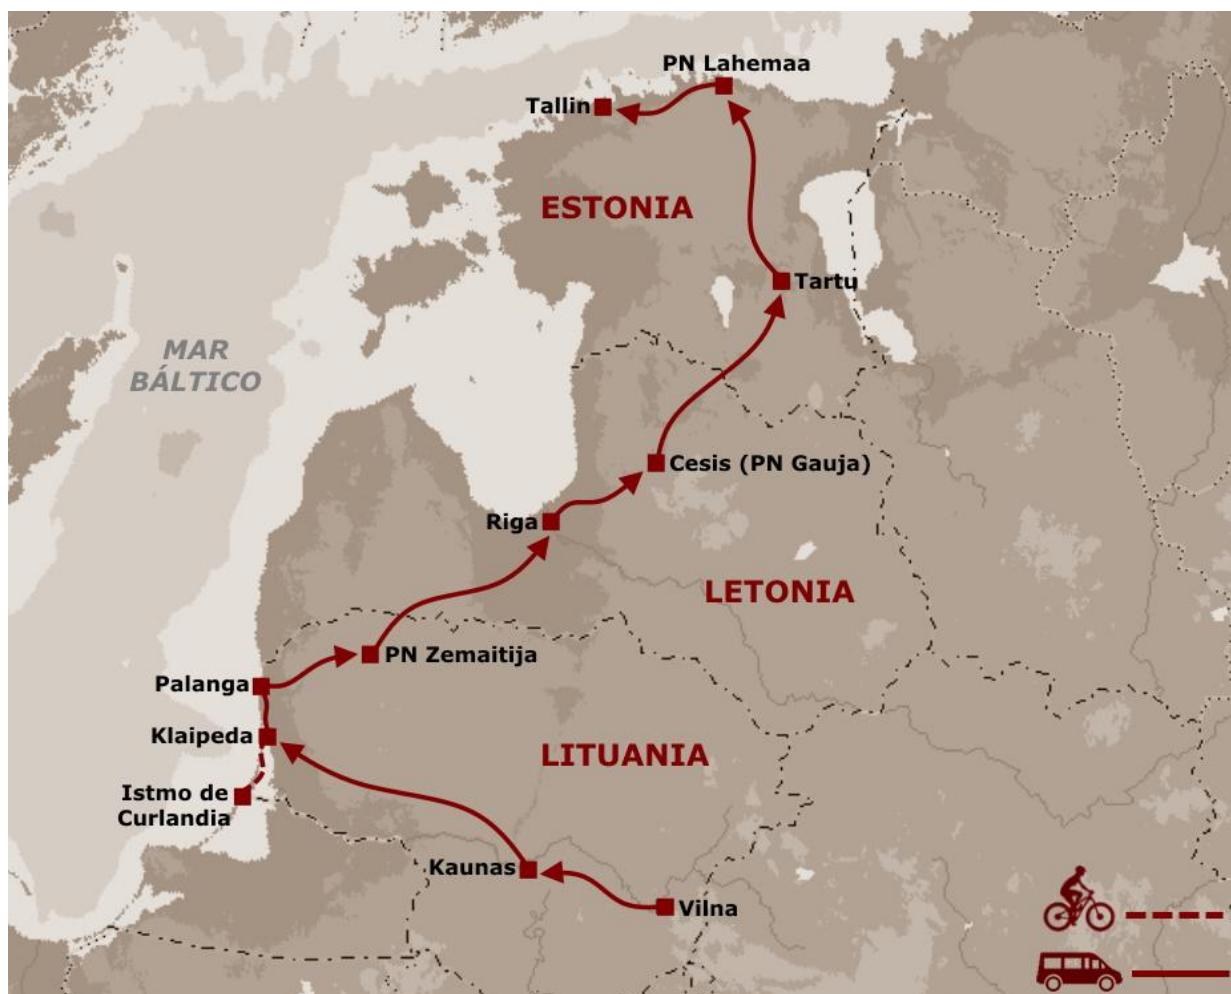 PN Lahemaa
Tallin
ESTONIA
Tartu
MAR
BÁLTICO
Cesis (PN Gauja)
Riga
LETONIA
PN Zemaitija
Palanga
Klaipeda
LITUANIA
Istmo de
Curlandia
Kaunas
Vilna